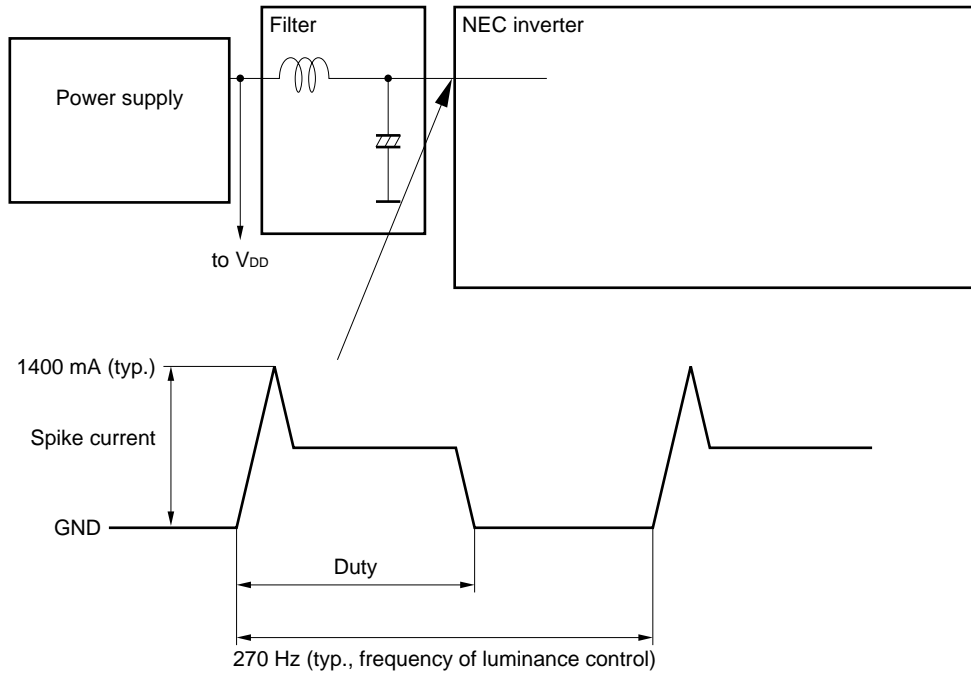 Filter
NEC inverter
Power supply
to VDD
1400 mA (typ.)
Spike current
GND
Duty
270 Hz (typ., frequency of luminance control)